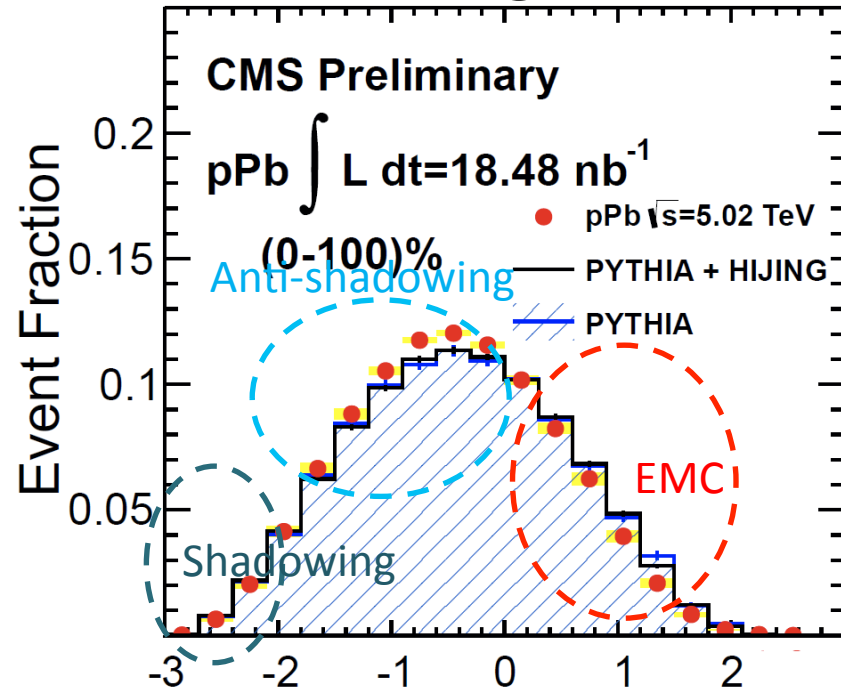 CMS Preliminary
pPb ∫ L dt=18.48 nb⁻¹
(0-100)%
pPb √s=5.02 TeV
PYTHIA + HIJING
PYTHIA
Anti-shadowing
EMC
Shadowing
Event Fraction
0.2
0.15
0.1
0.05
-3 -2 -1 0 1 2